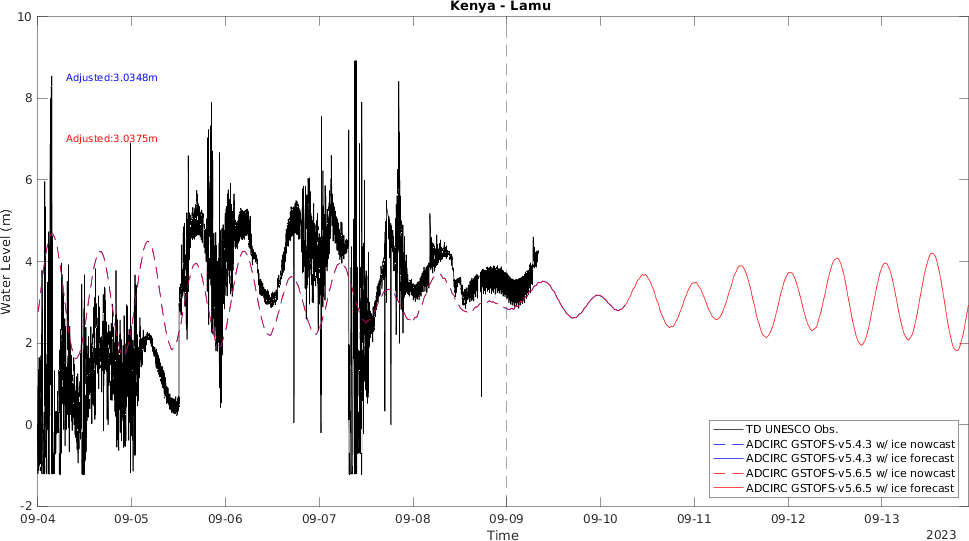 Kenya - Lamu
10
8
6
4
2
0
-2
Water Level (m)
Adjusted:3.0348m
Adjusted:3.0375m
TD UNESCO Obs.
ADCIRC GSTOFS-v5.4.3 w/ ice nowcast
ADCIRC GSTOFS-v5.4.3 w/ ice forecast
ADCIRC GSTOFS-v5.6.5 w/ ice nowcast
ADCIRC GSTOFS-v5.6.5 w/ ice forecast
09-04 09-05 09-06 09-07 09-08 09-09 09-10 09-11 09-12 09-13
Time
2023